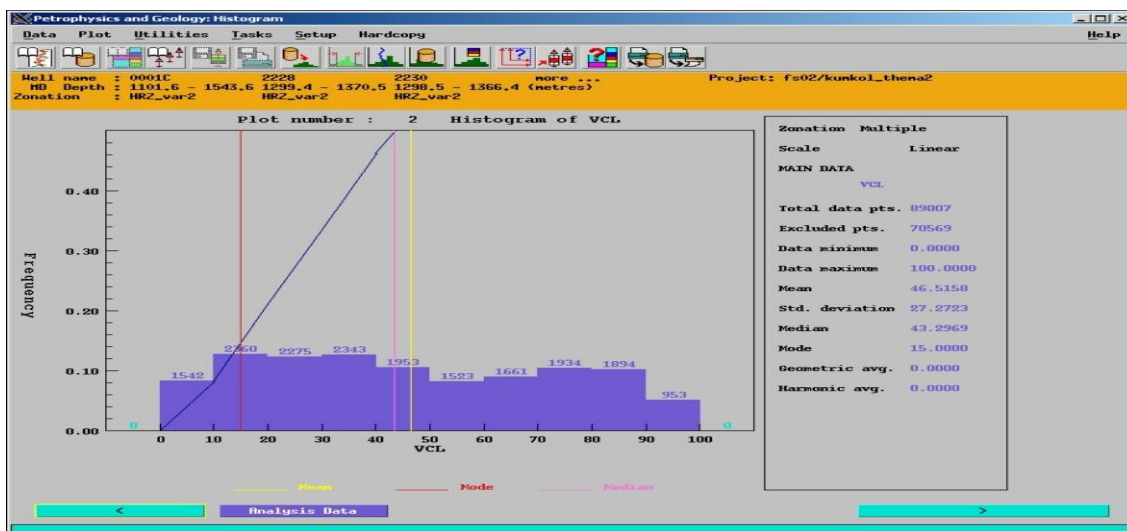 Petrophysics and Geology: Histogram
Data Plot Utilities Tasks Setup Hardcopy Help
Well name : 0001C 2228 2230 more ... Project: fs02/kumkol_thema2
MD Depth : 1101.6 - 1543.6 1299.4 - 1370.5 1298.5 - 1366.4 (metres)
Zonation : HRZ_var2 HRZ_var2 HRZ_var2
Plot number : 2 Histogram of VCL
Zonation Multiple
Scale Linear
MAIN DATA
VCL
Total data pts. 89007
Excluded pts. 70569
Data minimum 0.0000
Data maximum 100.0000
Mean 46.5158
Std. deviation 27.2723
Median 43.2969
Mode 15.0000
Geometric avg. 0.0000
Harmonic avg. 0.0000
Frequency
0.40
0.30
0.20
0.10
0.00
0 1542 2360 2275 2343 1953 1523 1661 1934 1894 953 0
0 10 20 30 40 50 60 70 80 90 100
VCL
Mean Mode Median
< Analysis Data >